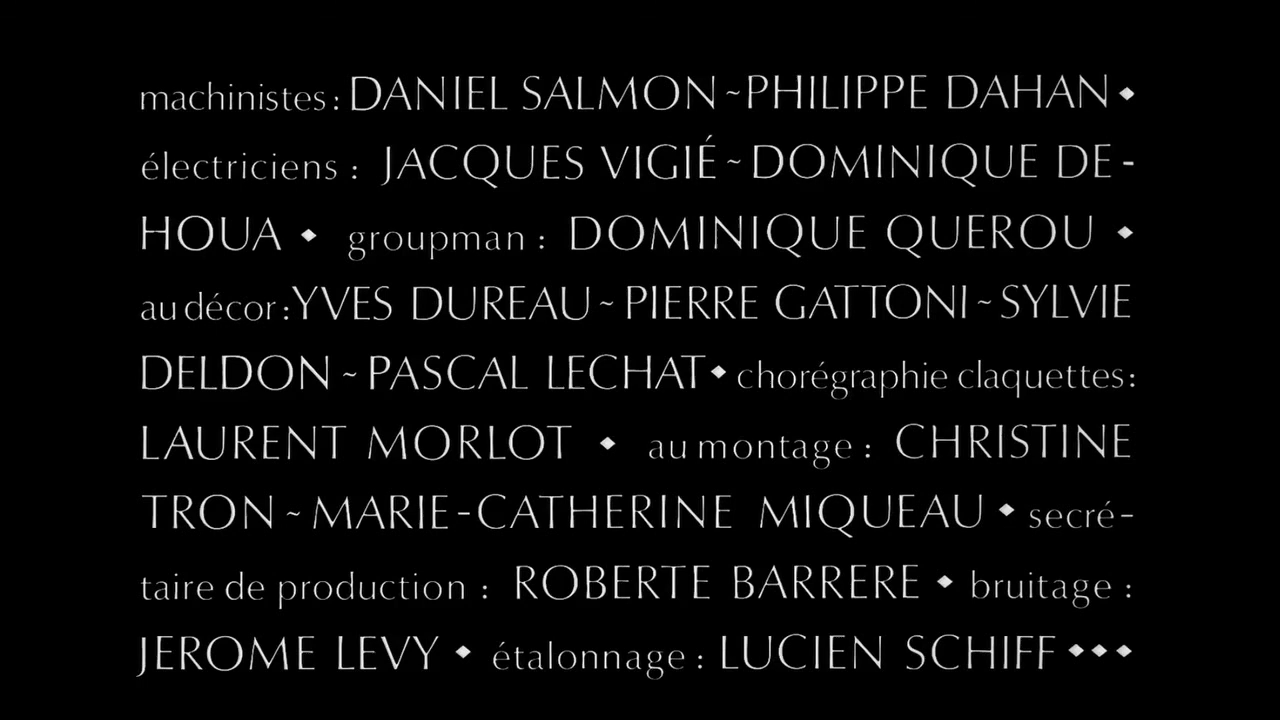 machinistes: DANIEL SALMON~PHILIPPE DAHAN◆
électriciens : JACQUES VIGIÉ~DOMINIQUE DE-
HOUA ◆ groupman : DOMINIQUE QUEROU ◆
au décor :YVES DUREAU~PIERRE GATTONI~SYLVIE
DELDON~PASCAL LECHAT◆ chorégraphie claquettes:
LAURENT MORLOT ◆ au montage : CHRISTINE
TRON~MARIE-CATHERINE MIQUEAU◆ secré-
taire de production : ROBERTE BARRERE◆ bruitage :
JEROME LEVY ◆ étalonnage : LUCIEN SCHIFF◆◆◆